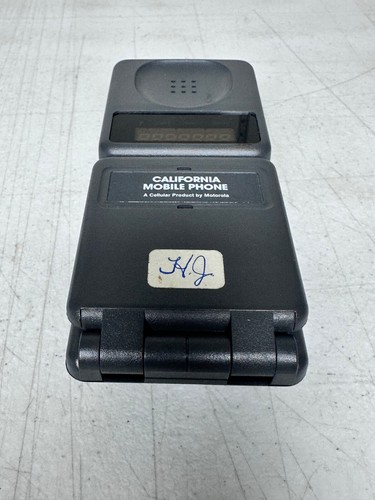 CALIFORNIA
MOBILE PHONE
A Cellular Product by Motorola
H.J